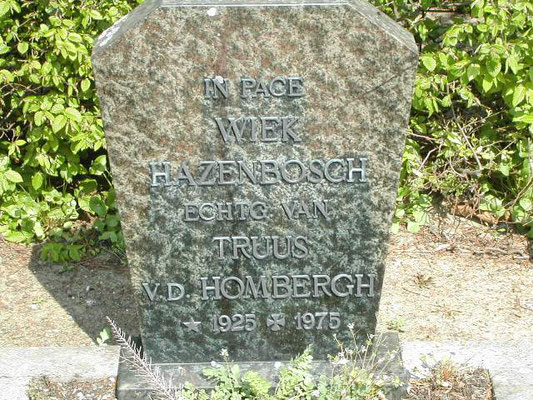 IN PACE
WIEK
HAZENBOSCH
ECHTG VAN
TRUUS
V.D HOMBERGH
★ 1925 ✠ 1975